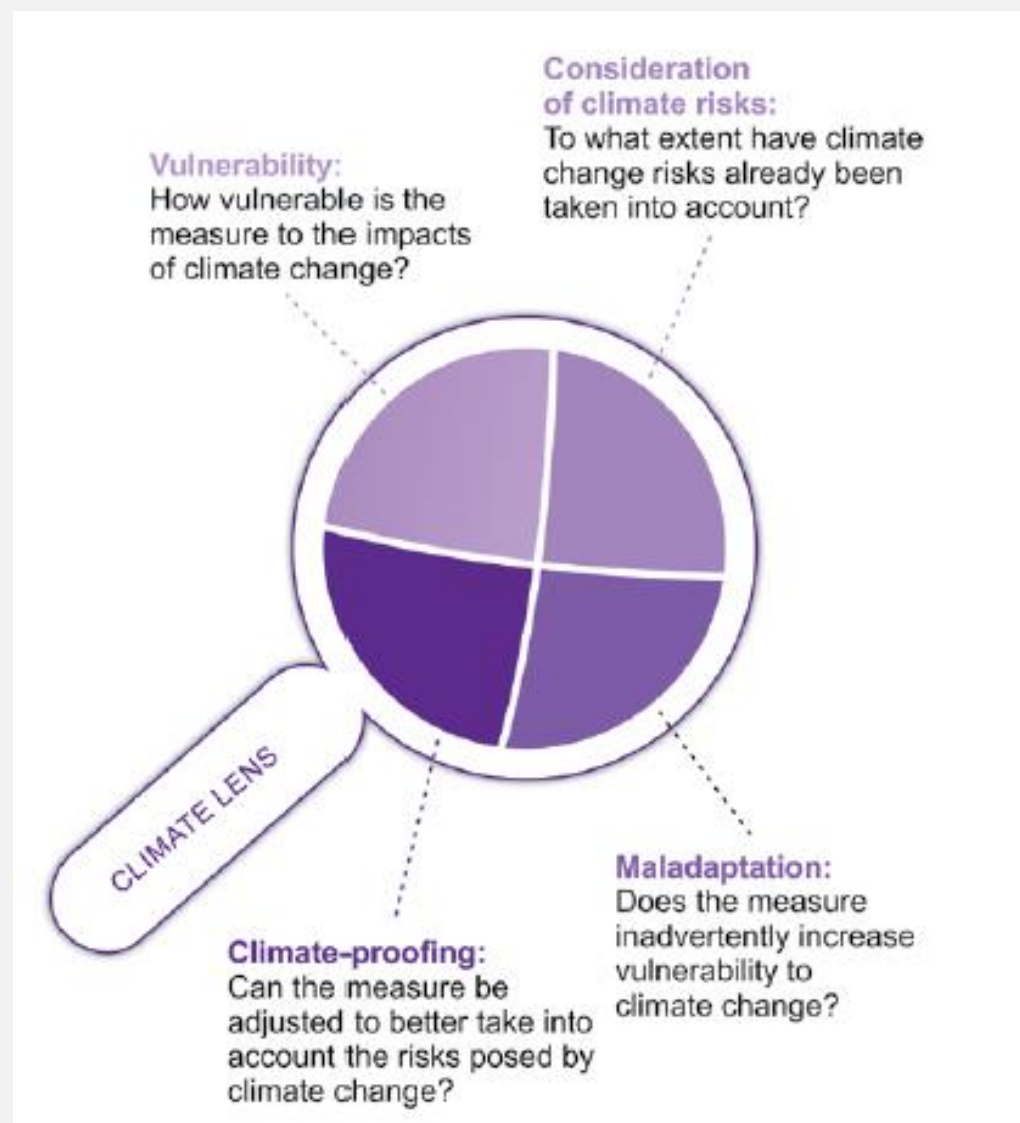 Vulnerability:
How vulnerable is the
measure to the impacts
of climate change?
Consideration
of climate risks:
To what extent have climate
change risks already been
taken into account?
CLIMATE LENS
Climate-proofing:
Can the measure be
adjusted to better take into
account the risks posed by
climate change?
Maladaptation:
Does the measure
inadvertently increase
vulnerability to
climate change?